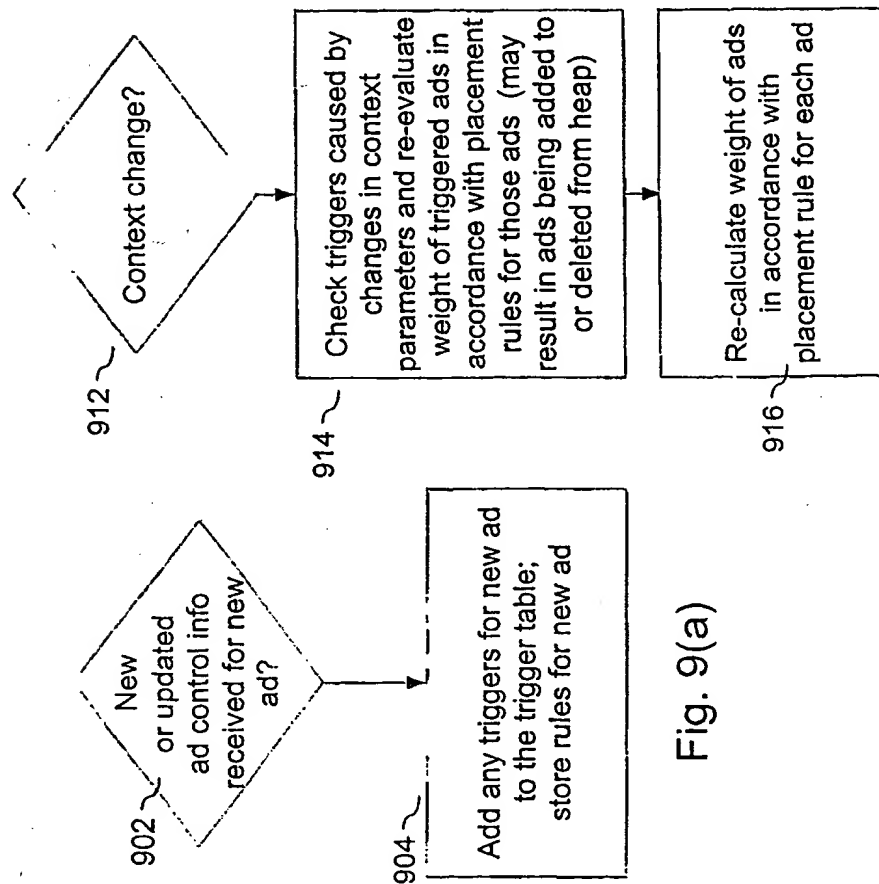 902
New
or updated
ad control info
received for new
ad?
904
Add any triggers for new ad
to the trigger table;
store rules for new ad
Fig. 9(a)
912
Context change?
914
Check triggers caused by
changes in context
parameters and re-evaluate
weight of triggered ads in
accordance with placement
rules for those ads (may
result in ads being added to
or deleted from heap)
916
Re-calculate weight of ads
in accordance with
placement rule for each ad